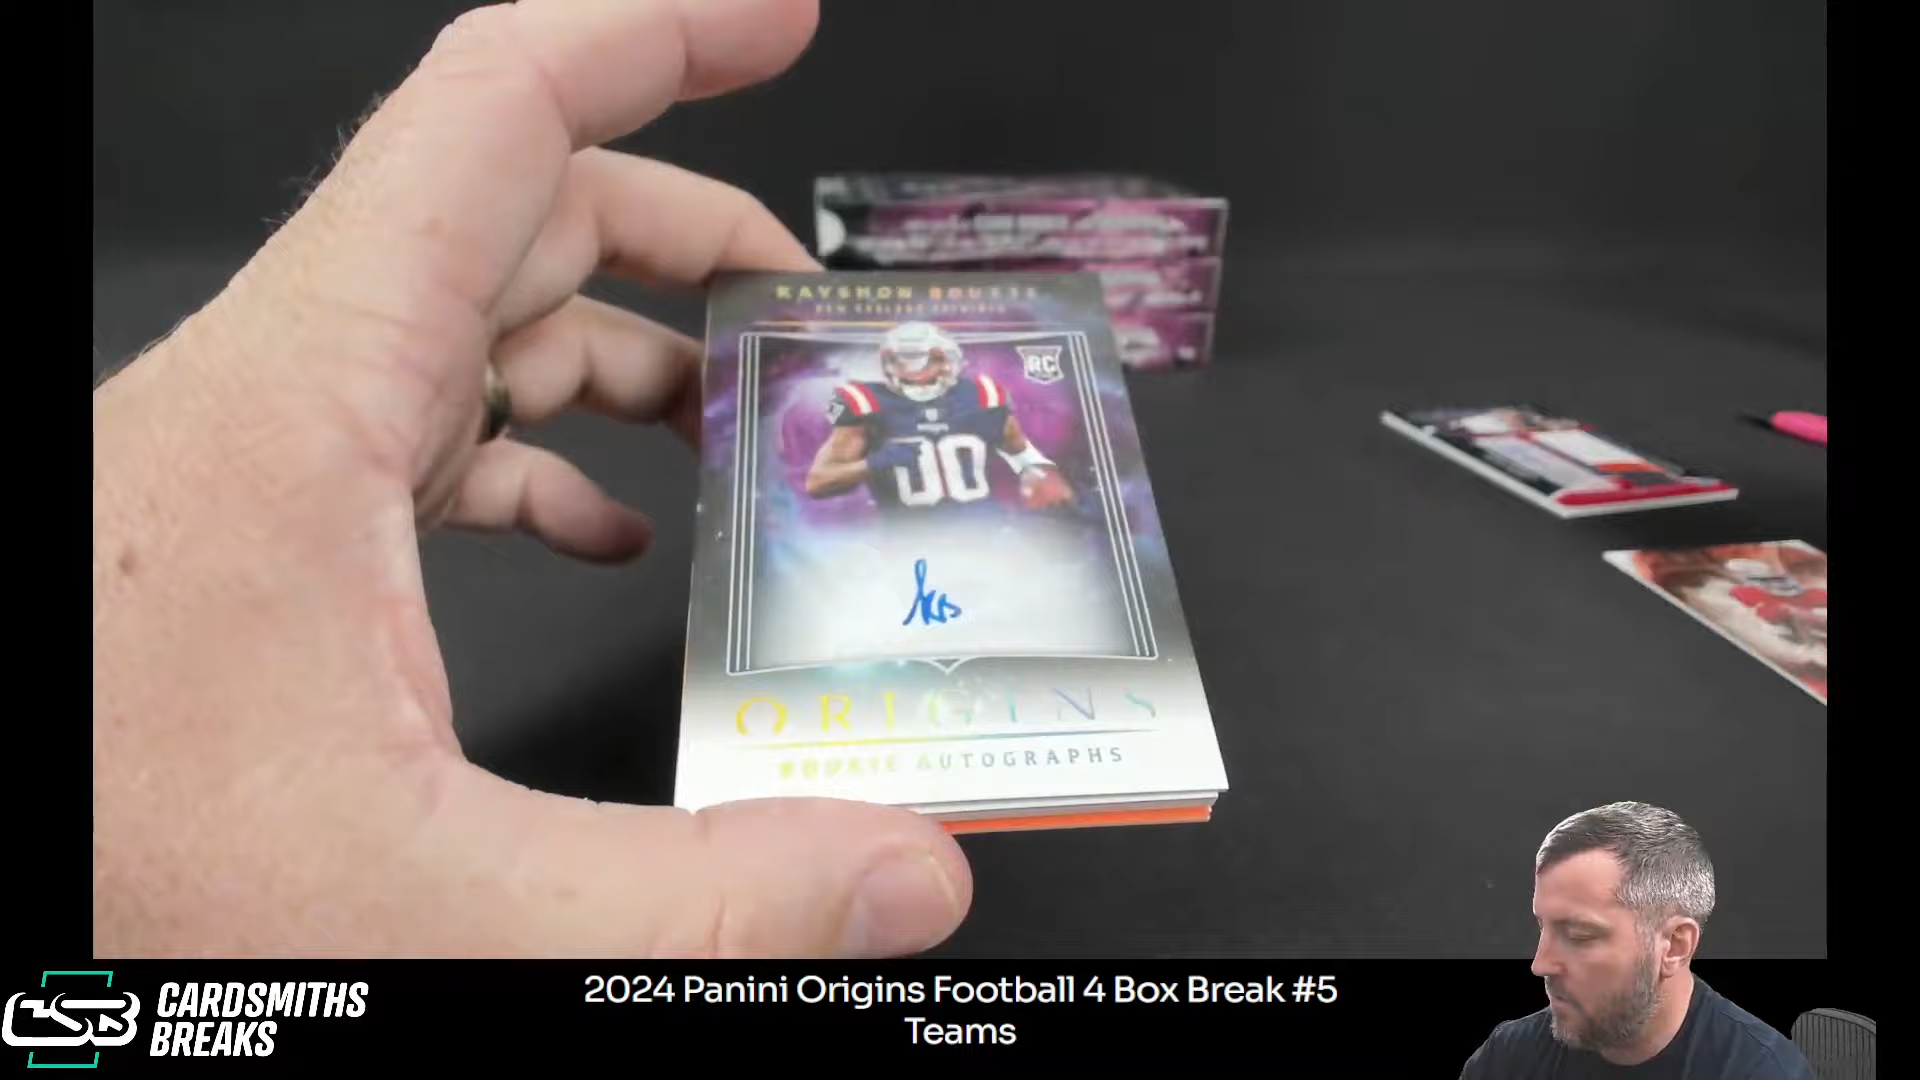 KAYSHON BOUTTE
NEW ENGLAND PATRIOTS
RC
00
ORIGINS
ROOKIE AUTOGRAPHS
CSB
CARDSMITHS
BREAKS
2024 Panini Origins Football 4 Box Break #5
Teams